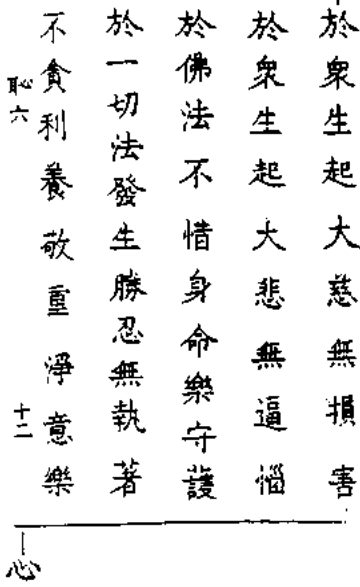 於衆生起大慈無損害
於衆生起大悲無逼惱
於佛法不惜身命樂守護
於一切法發生勝忍無執著
不貪利養敬重淨意樂
恥六
十二
心